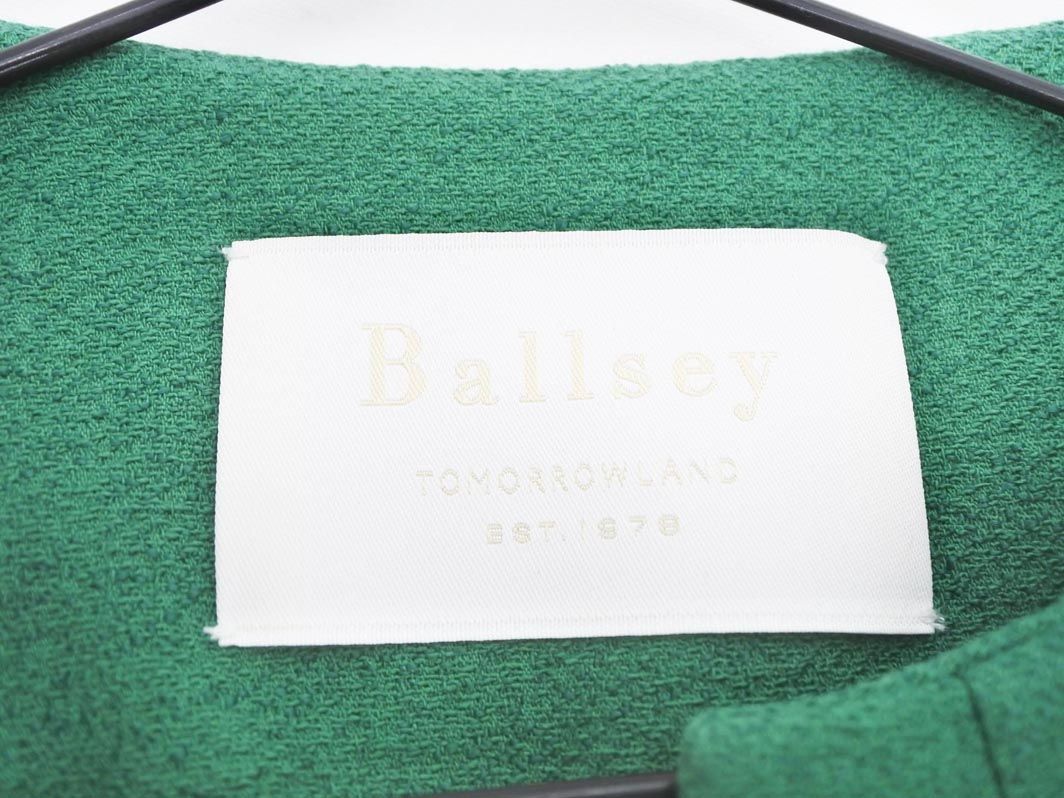 Ballsey
TOMORROWLAND
EST. 1978